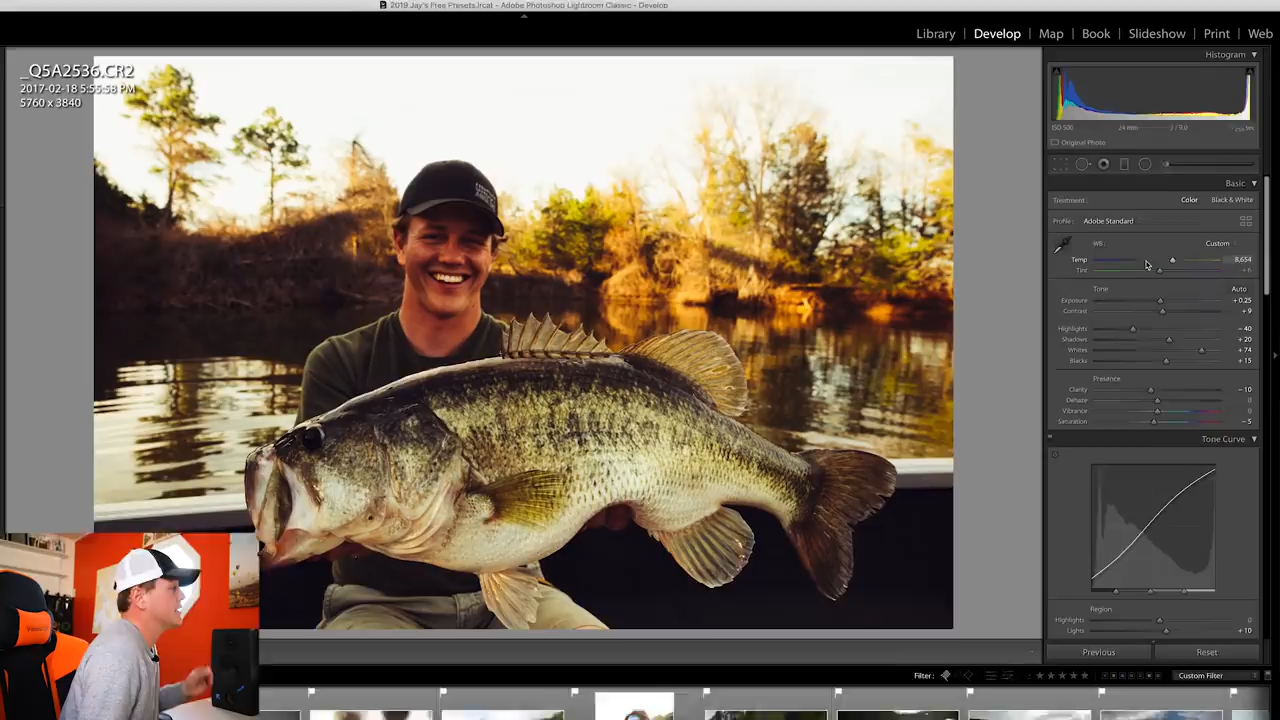 2019 Jay's Free Presets.lrcat - Adobe Photoshop Lightroom Classic - Develop
Library | Develop | Map | Book | Slideshow | Print | Web
_Q5A2536.CR2
2017-02-18 5:55:58 PM
5760 x 3840
Histogram
ISO 500 24 mm f / 9.0
Original Photo
Basic
Treatment: Color Black & White
Profile: Adobe Standard
WB: Custom
Temp 8,654
Tint + 6
Tone Auto
Exposure + 0.25
Contrast + 9
Highlights - 40
Shadows + 20
Whites + 74
Blacks + 15
Presence
Clarity - 10
Dehaze 0
Vibrance 0
Saturation - 5
Tone Curve
Region
Highlights 0
Lights + 10
Previous Reset
Filter: Custom Filter